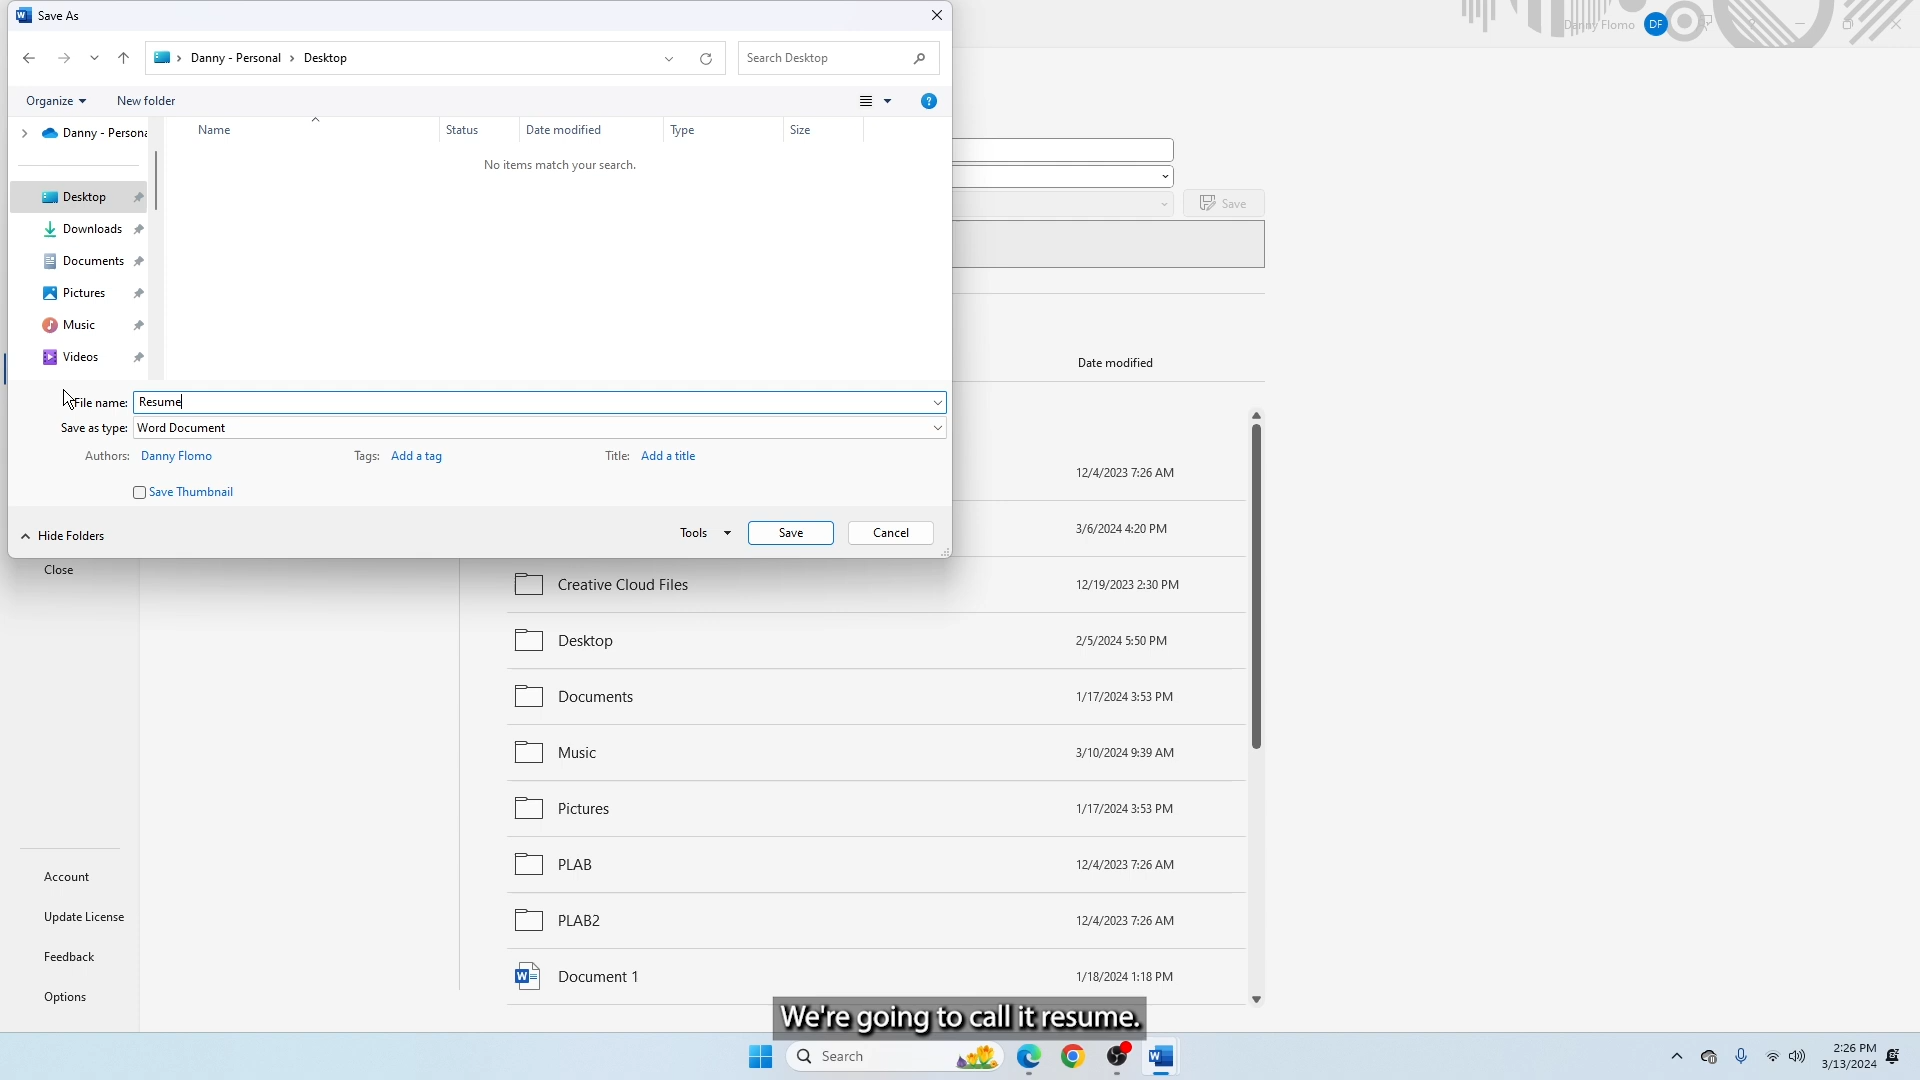 Save As
Danny Flomo DF
Danny - Personal > Desktop
Search Desktop
Organize
New folder
?
Danny - Persona
Name
Status
Date modified
Type
Size
No items match your search.
Desktop
Downloads
Documents
Pictures
Music
Videos
File name: Resume
Save as type: Word Document
Authors: Danny Flomo
Tags: Add a tag
Title: Add a title
Save Thumbnail
Hide Folders
Tools
Save
Cancel
Save
Date modified
12/4/2023 7:26 AM
3/6/2024 4:20 PM
Close
Creative Cloud Files 12/19/2023 2:30 PM
Desktop 2/5/2024 5:50 PM
Documents 1/17/2024 3:53 PM
Music 3/10/2024 9:39 AM
Pictures 1/17/2024 3:53 PM
PLAB 12/4/2023 7:26 AM
PLAB2 12/4/2023 7:26 AM
Document 1 1/18/2024 1:18 PM
Account
Update License
Feedback
Options
We're going to call it resume.
Search
2:26 PM
3/13/2024